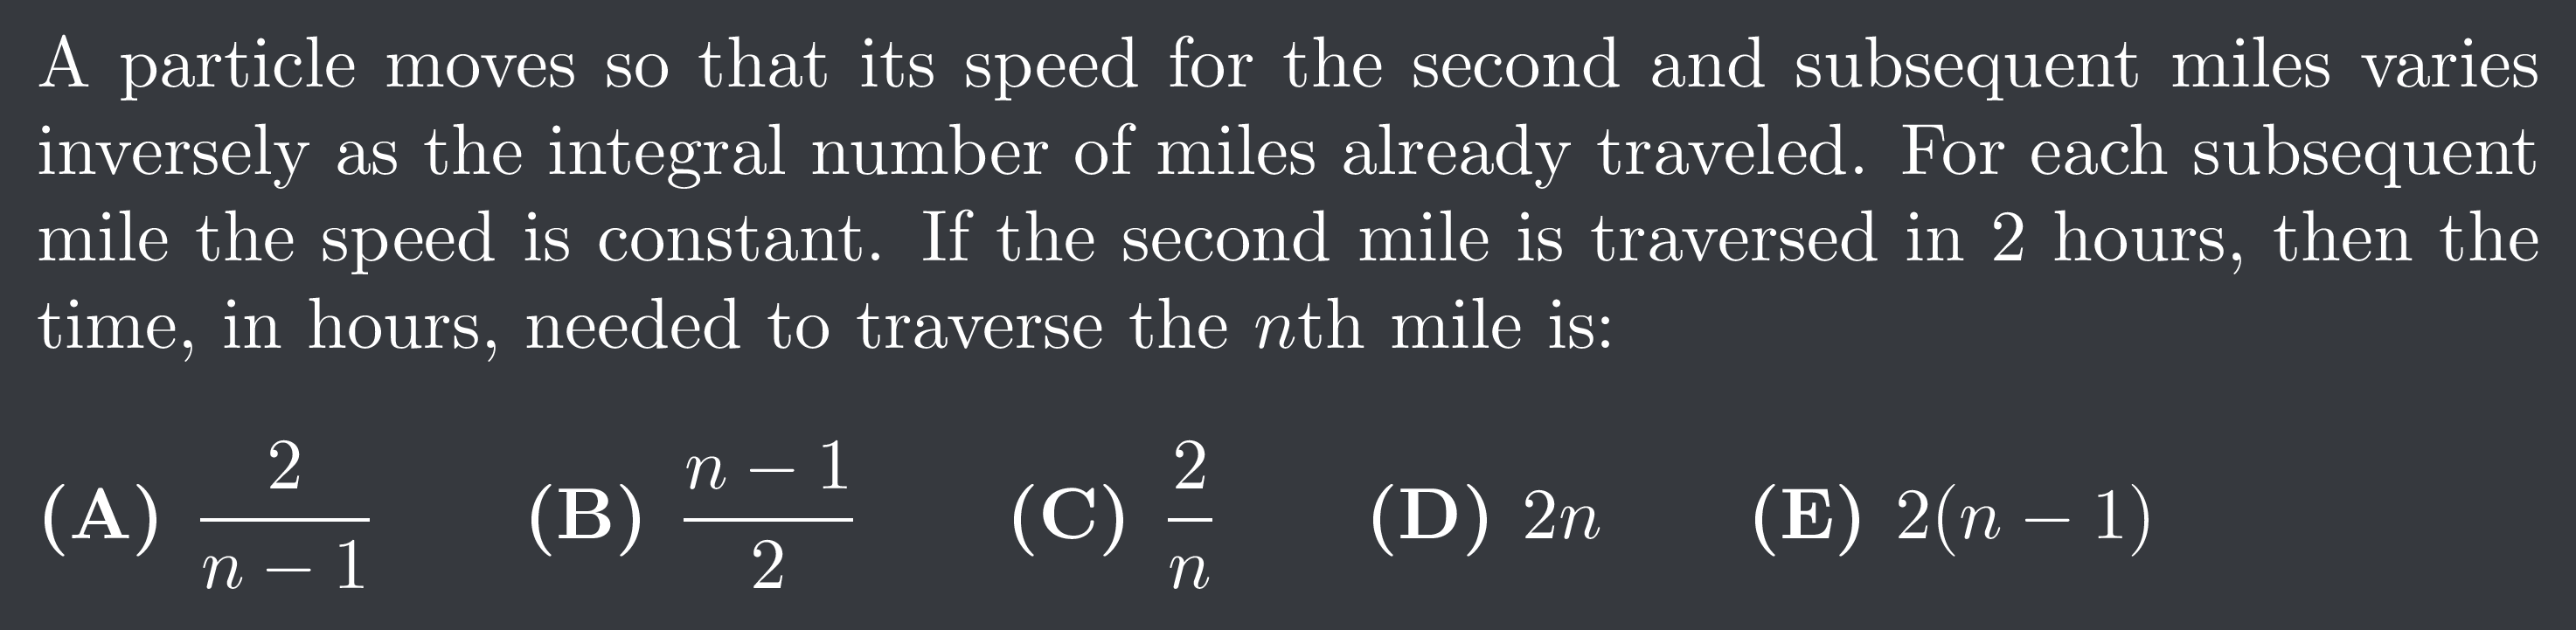 A particle moves so that its speed for the second and subsequent miles varies
inversely as the integral number of miles already traveled. For each subsequent
mile the speed is constant. If the second mile is traversed in 2 hours, then the
time, in hours, needed to traverse the nth mile is:
(A) \frac{2}{n-1} (B) \frac{n-1}{2} (C) \frac{2}{n} (D) 2n (E) 2(n-1)